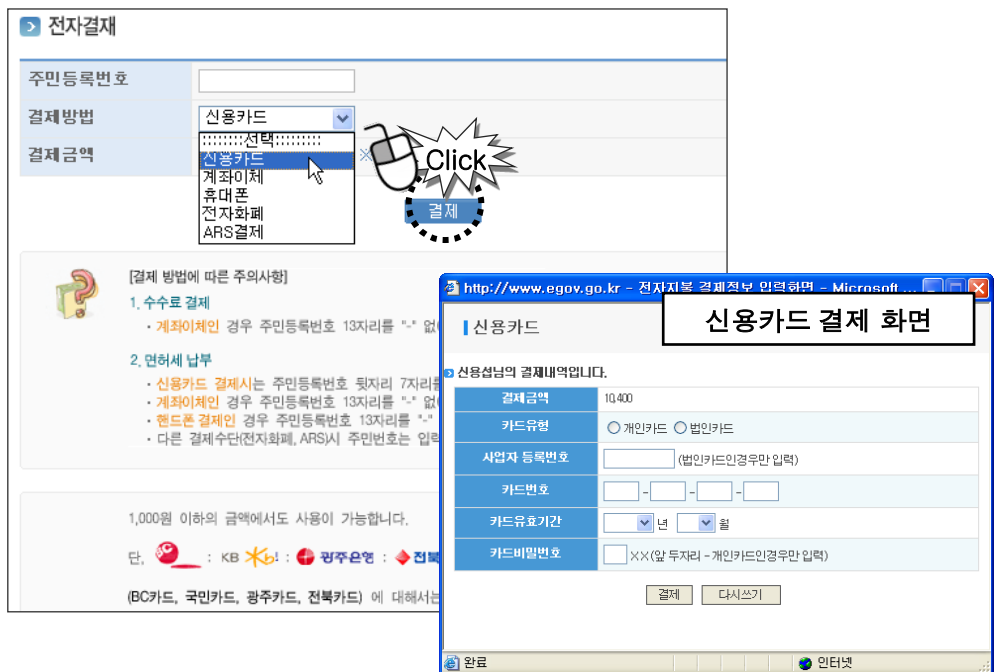 전자결재
주민등록번호
결제방법
신용카드
::::::::선택:::::::::
신용카드
계좌이체
휴대폰
전자화폐
ARS결제
결제금액
※
Click
결제
[결제 방법에 따른 주의사항]
1. 수수료 결제
· 계좌이체인 경우 주민등록번호 13자리를 "-" 없이
2. 면허세 납부
· 신용카드 결제시는 주민등록번호 뒷자리 7자리를
· 계좌이체인 경우 주민등록번호 13자리를 "-" 없이
· 핸드폰 결제인 경우 주민등록번호 13자리를 "-"
· 다른 결제수단(전자화폐, ARS)시 주민번호는 입력
1,000원 이하의 금액에서도 사용이 가능합니다.
단, : KB Kb! : 광주은행 : 전북
(BC카드, 국민카드, 광주카드, 전북카드) 에 대해서는
http://www.egov.go.kr - 전자지불 결제정보 입력화면 - Microsoft ...
신용카드 결제 화면
신용카드
신용섭님의 결제내역입니다.
결제금액 10,400
카드유형 개인카드 법인카드
사업자 등록번호 (법인카드인경우만 입력)
카드번호 - - -
카드유효기간 년 월
카드비밀번호 XX(앞 두자리 - 개인카드인경우만 입력)
결제 다시쓰기
완료 인터넷